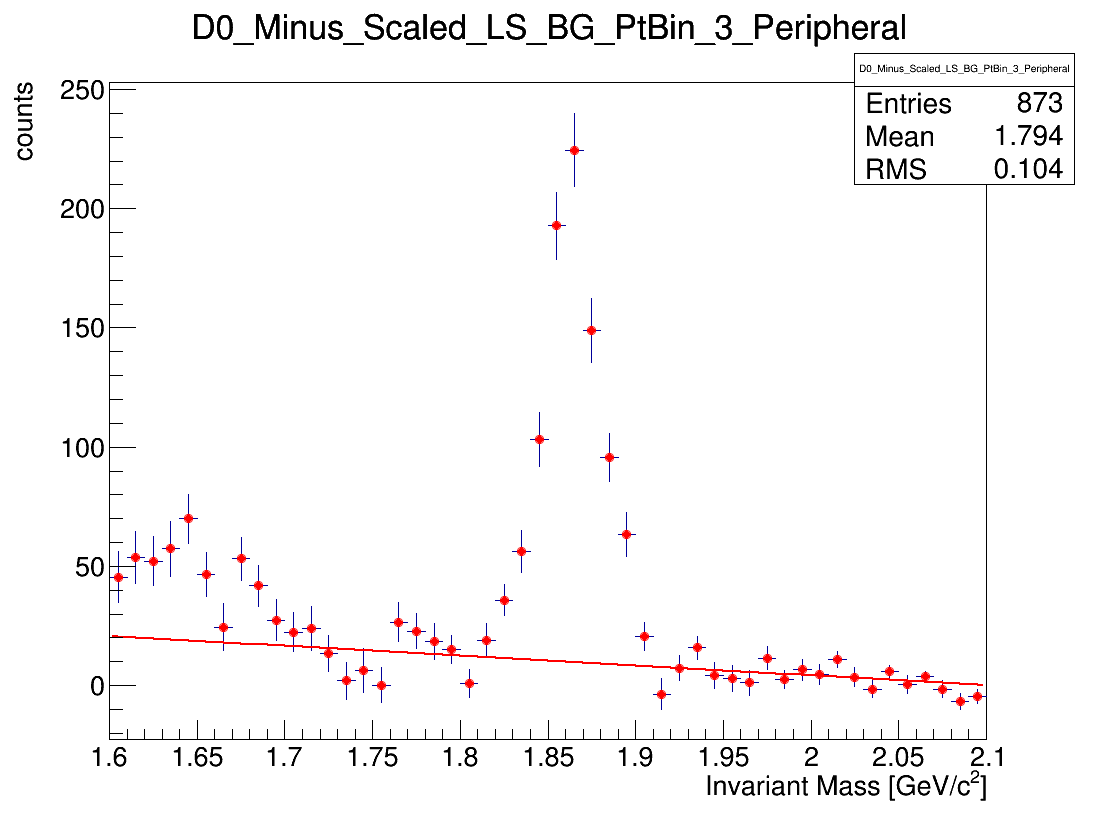 D0_Minus_Scaled_LS_BG_PtBin_3_Peripheral
D0_Minus_Scaled_LS_BG_PtBin_3_Peripheral
Entries 873
Mean 1.794
RMS 0.104
counts
250
200
150
100
50
0
1.6 1.65 1.7 1.75 1.8 1.85 1.9 1.95 2 2.05 2.1
Invariant Mass [GeV/c²]